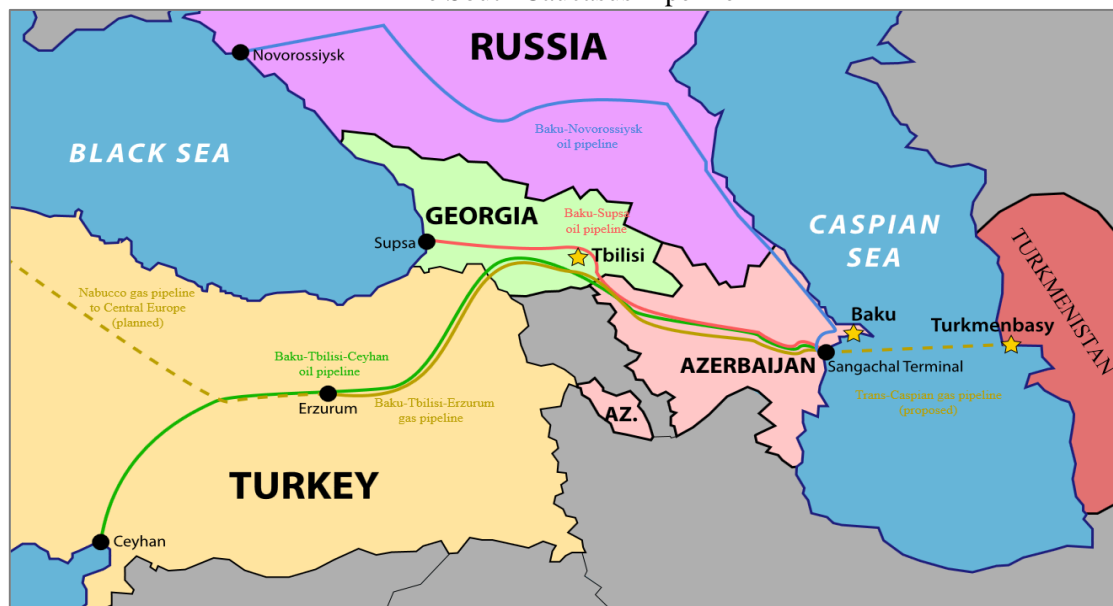 Novorossiysk
RUSSIA
BLACK SEA
Baku-Novorossiysk
oil pipeline
GEORGIA
Baku-Supsa
oil pipeline
Supsa
Tbilisi
CASPIAN
SEA
TURKMENISTAN
Nabucco gas pipeline
to Central Europe
(planned)
Baku
Turkmenbasy
Baku-Tbilisi-Ceyhan
oil pipeline
AZERBAIJAN
Sangachal Terminal
Erzurum
Baku-Tbilisi-Erzurum
gas pipeline
AZ.
Trans-Caspian gas pipeline
(proposed)
TURKEY
Ceyhan